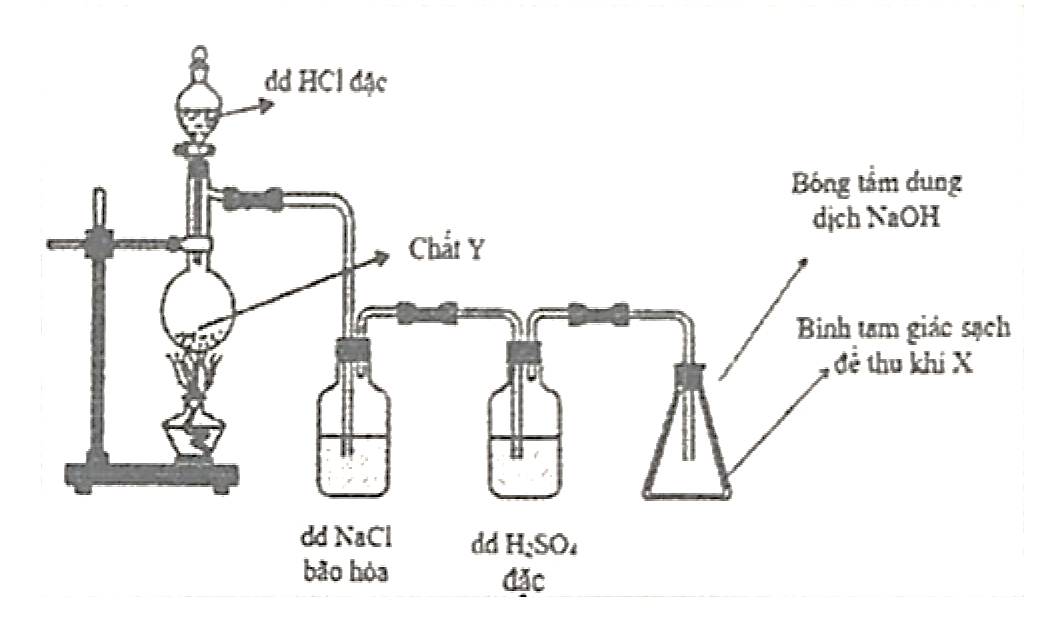 dd HCl đặc
Bông tẩm dung
dịch NaOH
Chất Y
Bình tam giác sạch
để thu khí X
dd NaCl
bão hòa
dd H₂SO₄
đặc